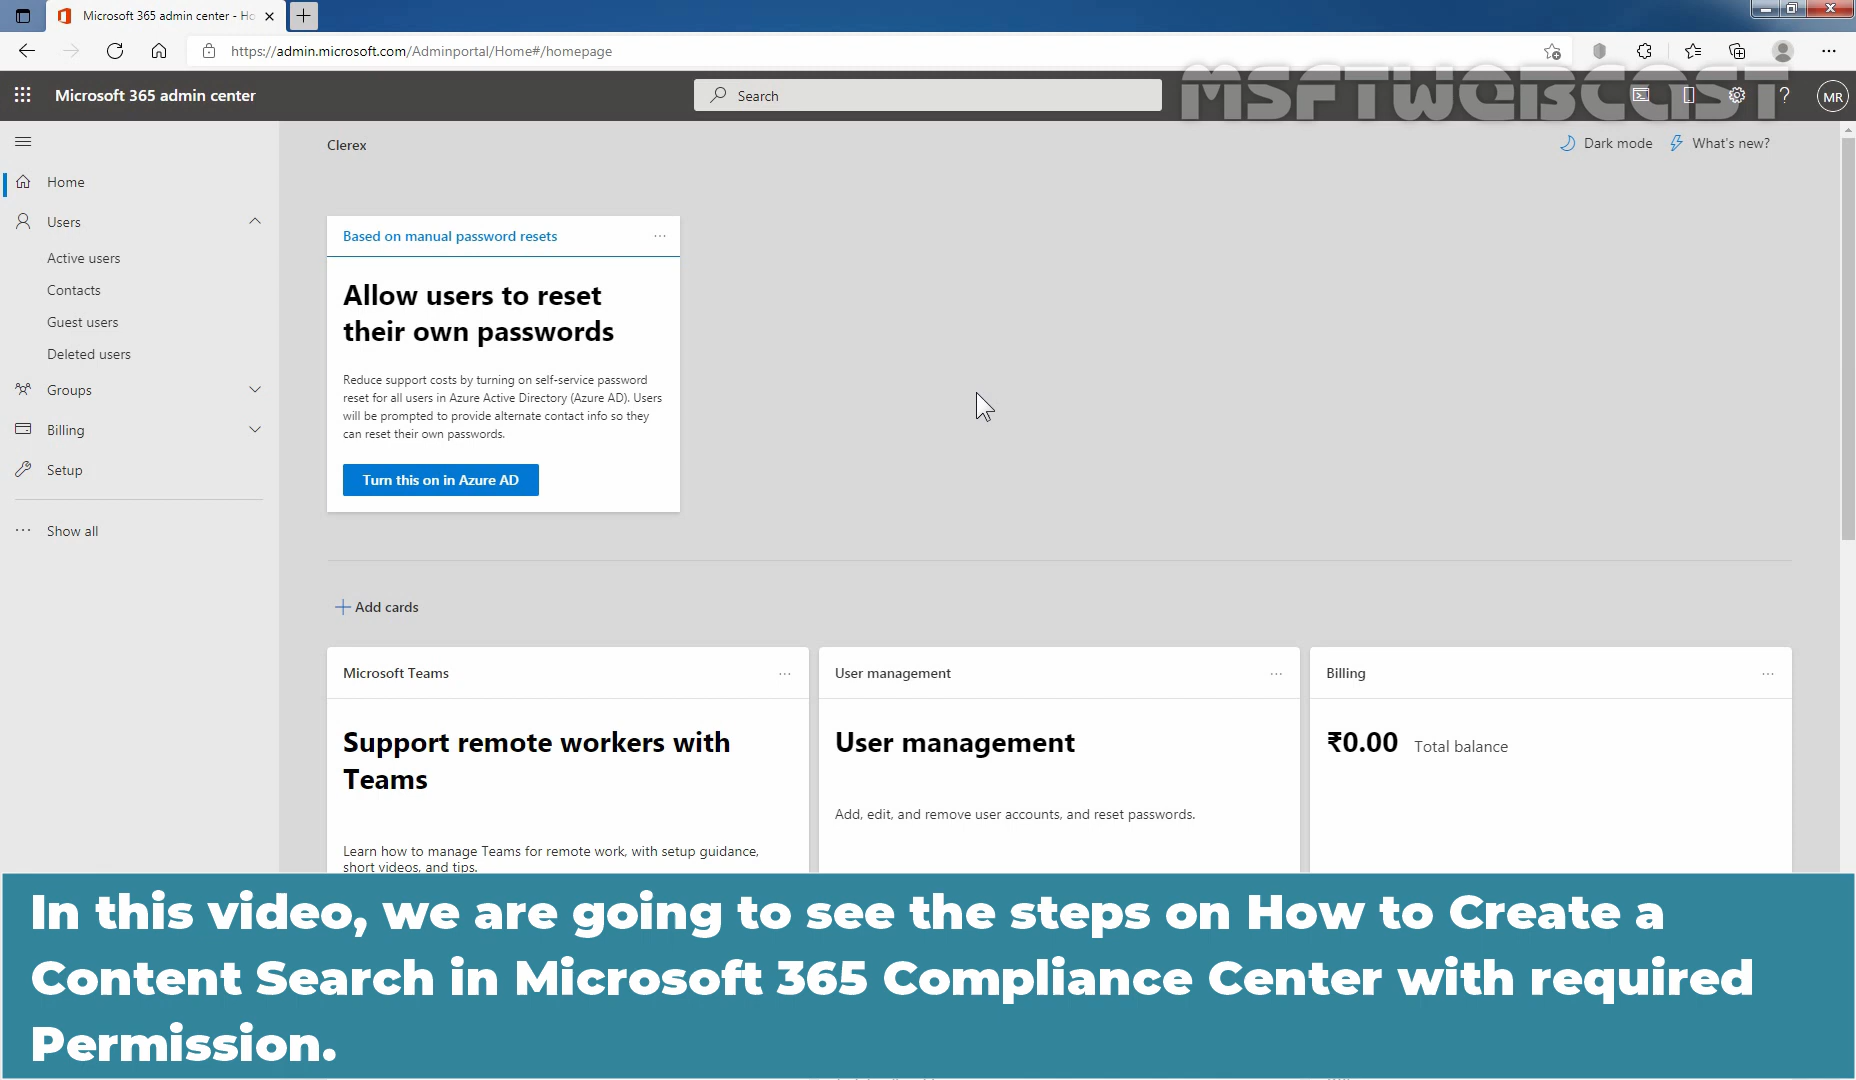 Microsoft 365 admin center - Ho
https://admin.microsoft.com/Adminportal/Home#/homepage
MSFTWEBCAST
Microsoft 365 admin center
Search
MR
Clerex
Dark mode
What's new?
Home
Users
Active users
Contacts
Guest users
Deleted users
Groups
Billing
Setup
Show all
Based on manual password resets
Allow users to reset
their own passwords
Reduce support costs by turning on self-service password
reset for all users in Azure Active Directory (Azure AD). Users
will be prompted to provide alternate contact info so they
can reset their own passwords.
Turn this on in Azure AD
Add cards
Microsoft Teams
Support remote workers with
Teams
Learn how to manage Teams for remote work, with setup guidance,
short videos, and tips.
User management
User management
Add, edit, and remove user accounts, and reset passwords.
Billing
₹0.00 Total balance
In this video, we are going to see the steps on How to Create a
Content Search in Microsoft 365 Compliance Center with required
Permission.